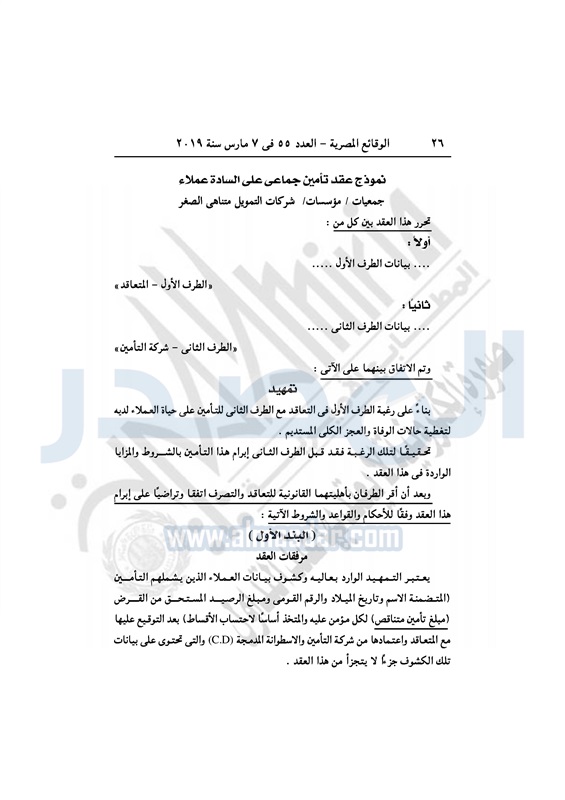 ٢٦ الوقائع المصرية – العدد ٥٥ فى ٧ مارس سنة ٢٠١٩
نموذج عقد تأمين جماعى على السادة عملاء
جمعيات / مؤسسات/ شركات التمويل متناهى الصغر
تحرر هذا العقد بين كل من :
أولاً :
.... بيانات الطرف الأول .....
«الطرف الأول – المتعاقد»
ثانيًا :
.... بيانات الطرف الثانى .....
«الطرف الثانى – شركة التأمين»
وتم الاتفاق بينهما على الآتى :
تمهيد
بناءً على رغبة الطرف الأول فى التعاقد مع الطرف الثانى للتأمين على حياة العملاء لديه
لتغطية حالات الوفاة والعجز الكلى المستديم .
تحقيقًا لتلك الرغبة فقد قبل الطرف الثانى إبرام هذا التأمين بالشروط والمزايا
الواردة فى هذا العقد .
وبعد أن أقر الطرفان بأهليتهما القانونية للتعاقد والتصرف اتفقا وتراضيًا على إبرام
هذا العقد وفقًا للأحكام والقواعد والشروط الآتية :
( البند الأول )
مرفقات العقد
يعتبر التمهيد الوارد بعاليه وكشوف بيانات العملاء الذين يشملهم التأمين
(المتضمنة الاسم وتاريخ الميلاد والرقم القومى ومبلغ الرصيد المستحق من القرض
(مبلغ تأمين متناقص) لكل مؤمن عليه والمتخذ أساسًا لاحتساب الأقساط) بعد التوقيع عليها
مع المتعاقد واعتمادها من شركة التأمين والاسطوانة المدمجة (C.D) والتى تحتوى على بيانات
تلك الكشوف جزءًا لا يتجزأ من هذا العقد .
المصدر
www.almasdar.com